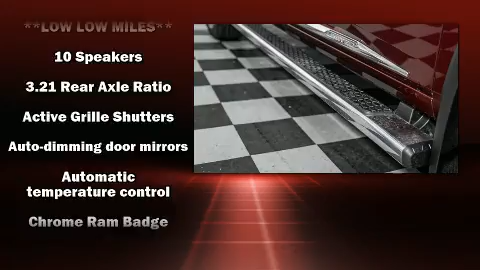 **LOW LOW MILES**
10 Speakers
3.21 Rear Axle Ratio
Active Grille Shutters
Auto-dimming door mirrors
Automatic
temperature control
Chrome Ram Badge